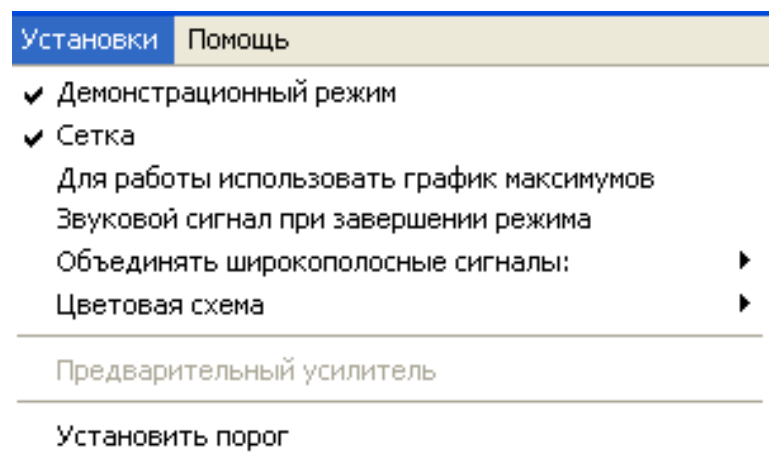 Установки Помощь
Демонстрационный режим
Сетка
Для работы использовать график максимумов
Звуковой сигнал при завершении режима
Объединять широкополосные сигналы:
Цветовая схема
Предварительный усилитель
Установить порог